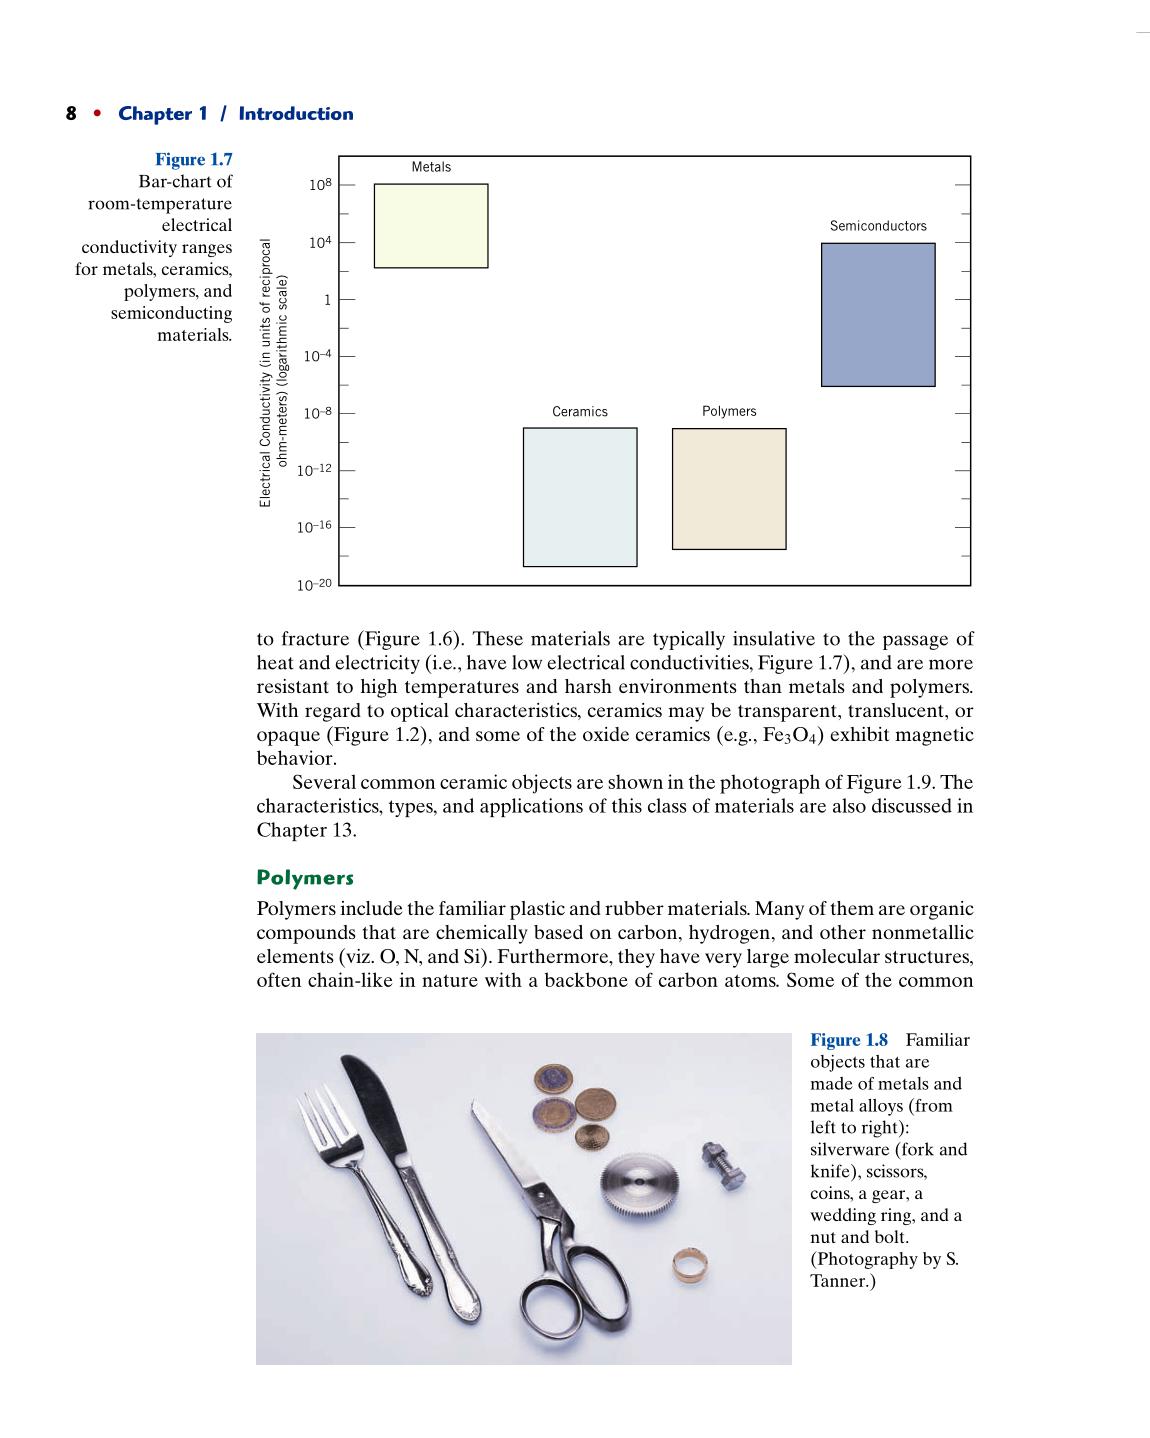 8 • Chapter 1 / Introduction
Figure 1.7
Bar-chart of
room-temperature
electrical
conductivity ranges
for metals, ceramics,
polymers, and
semiconducting
materials.
Electrical Conductivity (in units of reciprocal
ohm-meters) (logarithmic scale)
10⁸
10⁴
1
10⁻⁴
10⁻⁸
10⁻¹²
10⁻¹⁶
10⁻²⁰
Metals
Ceramics
Polymers
Semiconductors
to fracture (Figure 1.6). These materials are typically insulative to the passage of
heat and electricity (i.e., have low electrical conductivities, Figure 1.7), and are more
resistant to high temperatures and harsh environments than metals and polymers.
With regard to optical characteristics, ceramics may be transparent, translucent, or
opaque (Figure 1.2), and some of the oxide ceramics (e.g., Fe₃O₄) exhibit magnetic
behavior.
Several common ceramic objects are shown in the photograph of Figure 1.9. The
characteristics, types, and applications of this class of materials are also discussed in
Chapter 13.
Polymers
Polymers include the familiar plastic and rubber materials. Many of them are organic
compounds that are chemically based on carbon, hydrogen, and other nonmetallic
elements (viz. O, N, and Si). Furthermore, they have very large molecular structures,
often chain-like in nature with a backbone of carbon atoms. Some of the common
Figure 1.8 Familiar
objects that are
made of metals and
metal alloys (from
left to right):
silverware (fork and
knife), scissors,
coins, a gear, a
wedding ring, and a
nut and bolt.
(Photography by S.
Tanner.)